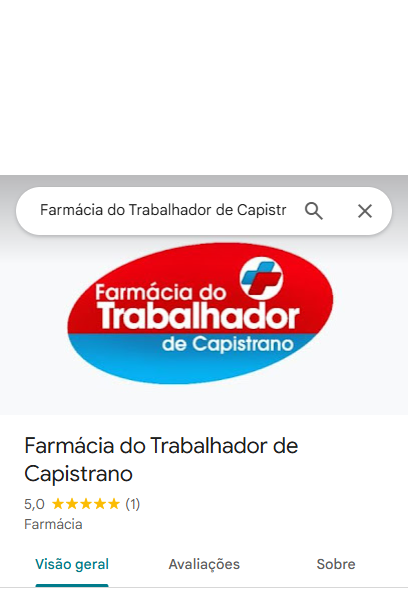 Farmácia do Trabalhador de Capistr
Farmácia do
Trabalhador
de Capistrano
Farmácia do Trabalhador de
Capistrano
5,0 ★★★★★ (1)
Farmácia
Visão geral Avaliações Sobre